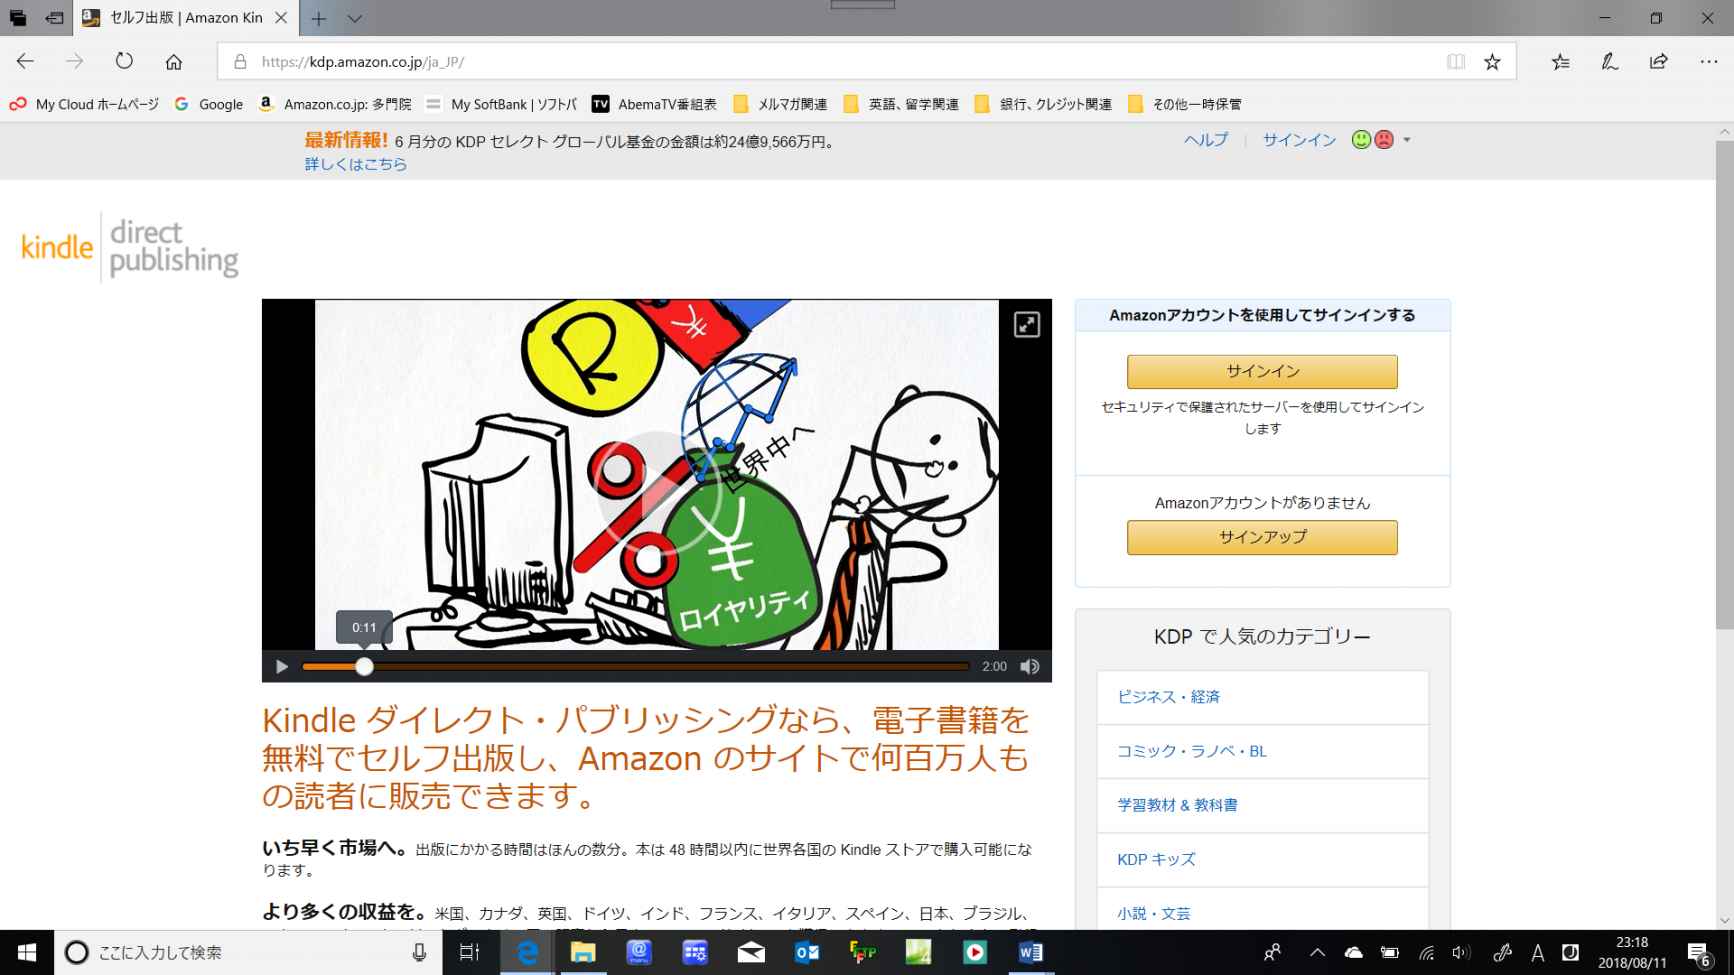 セルフ出版 | Amazon Kin
https://kdp.amazon.co.jp/ja_JP/
My Cloud ホームページ
Google
Amazon.co.jp: 多門院
My SoftBank | ソフトバ
AbemaTV番組表
メルマガ関連
英語、留学関連
銀行、クレジット関連
その他一時保管
最新情報! 6 月分の KDP セレクト グローバル基金の金額は約24億9,566万円。
詳しくはこちら
ヘルプ
サインイン
kindle direct publishing
R
¥
世界中へ
¥
ロイヤリティ
0:11
2:00
Amazonアカウントを使用してサインインする
サインイン
セキュリティで保護されたサーバーを使用してサインイン
します
Amazonアカウントがありません
サインアップ
KDP で人気のカテゴリー
ビジネス・経済
コミック・ラノベ・BL
学習教材 & 教科書
KDP キッズ
小説・文芸
Kindle ダイレクト・パブリッシングなら、電子書籍を
無料でセルフ出版し、Amazon のサイトで何百万人も
の読者に販売できます。
いち早く市場へ。出版にかかる時間はほんの数分。本は 48 時間以内に世界各国の Kindle ストアで購入可能にな
ります。
より多くの収益を。米国、カナダ、英国、ドイツ、インド、フランス、イタリア、スペイン、日本、ブラジル、
ここに入力して検索
A
23:18
2018/08/11
6